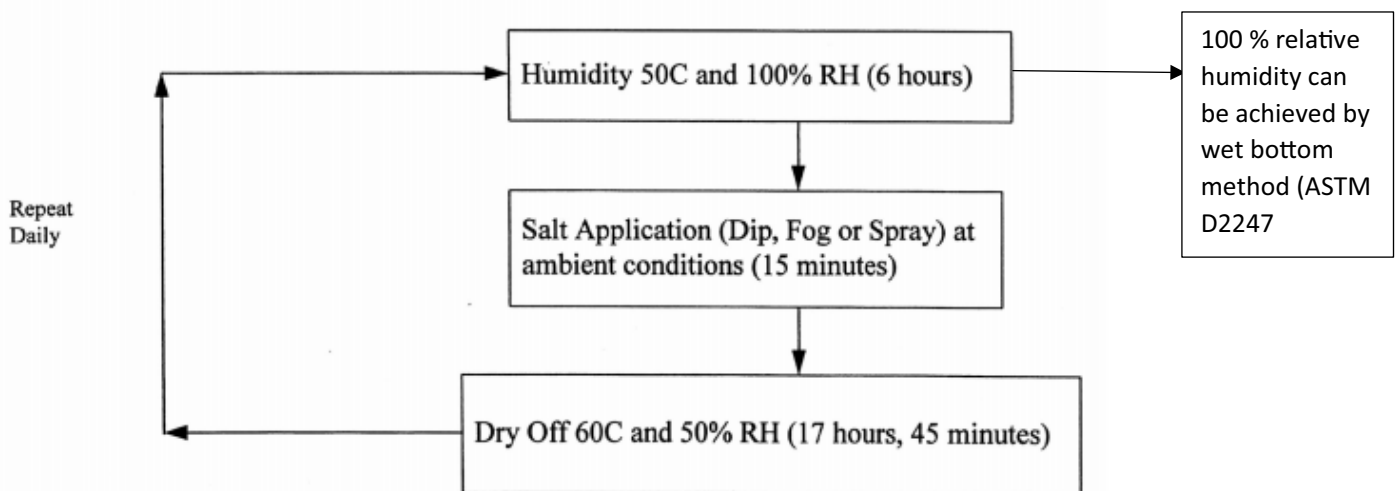 Humidity 50C and 100% RH (6 hours)
100 % relative
humidity can
be achieved by
wet bottom
method (ASTM
D2247
Repeat
Daily
Salt Application (Dip, Fog or Spray) at
ambient conditions (15 minutes)
Dry Off 60C and 50% RH (17 hours, 45 minutes)